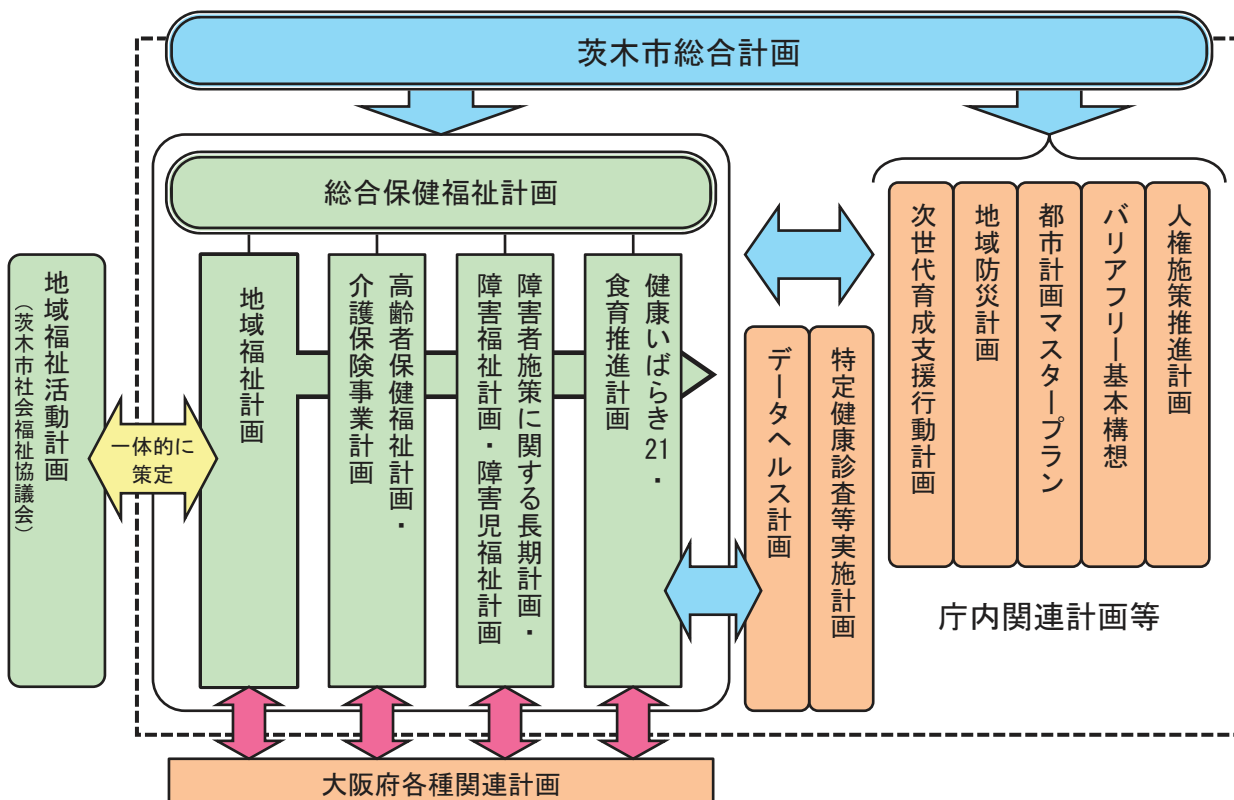 茨木市総合計画
総合保健福祉計画
地域福祉活動計画
（茨木市社会福祉協議会）
一体的に
策定
地域福祉計画
高齢者保健福祉計画・
介護保険事業計画
障害者施策に関する長期計画・
障害福祉計画・障害児福祉計画
健康いばらき21・
食育推進計画
データヘルス計画
特定健康診査等実施計画
次世代育成支援行動計画
地域防災計画
都市計画マスタープラン
バリアフリー基本構想
人権施策推進計画
庁内関連計画等
大阪府各種関連計画